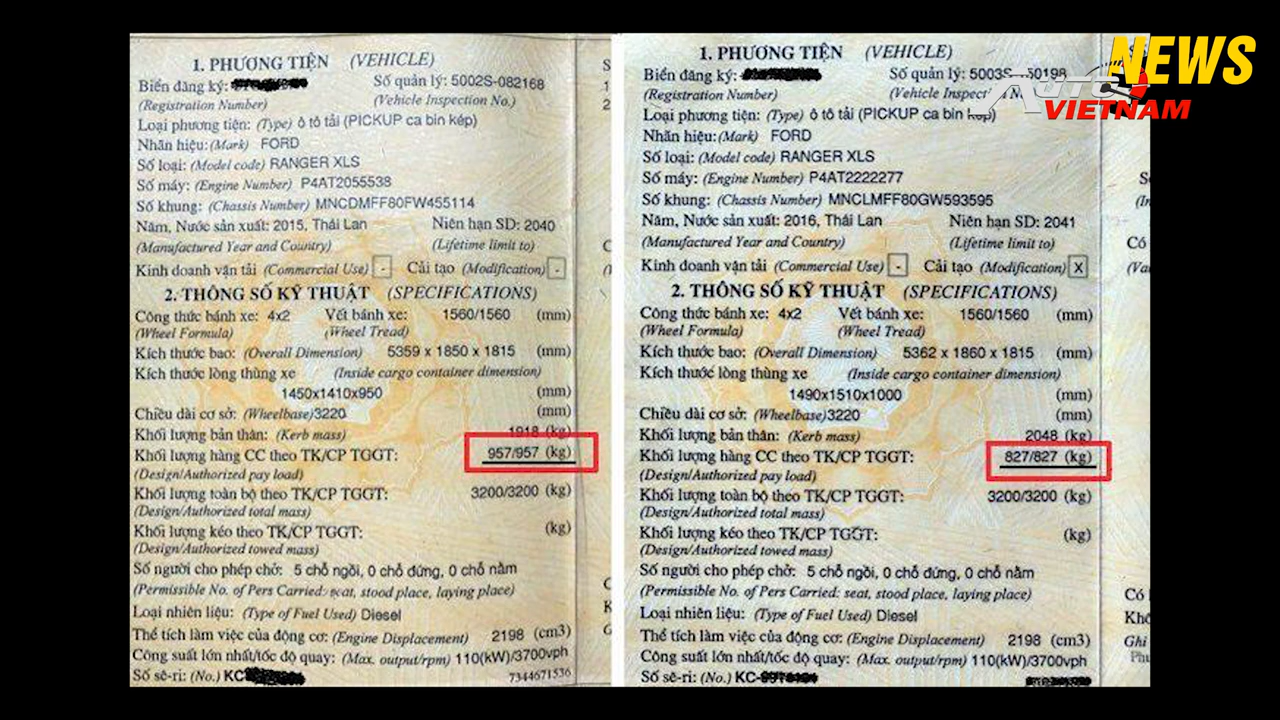 1. PHƯƠNG TIỆN (VEHICLE)
Biển đăng ký:
Số quản lý: 5002S-082168
(Registration Number)
(Vehicle Inspection No.)
Loại phương tiện: (Type) ô tô tải (PICKUP ca bin kép)
Nhãn hiệu: (Mark) FORD
Số loại: (Model code) RANGER XLS
Số máy: (Engine Number) P4AT2055538
Số khung: (Chassis Number) MNCDMFF80FW455114
Năm, Nước sản xuất: 2015, Thái Lan
Niên hạn SD: 2040
(Manufactured Year and Country)
(Lifetime limit to)
Kinh doanh vận tải (Commercial Use) -
Cải tạo (Modification) -
2. THÔNG SỐ KỸ THUẬT (SPECIFICATIONS)
Công thức bánh xe: 4x2
Vết bánh xe: 1560/1560 (mm)
(Wheel Formula)
(Wheel Tread)
Kích thước bao: (Overall Dimension) 5359 x 1850 x 1815 (mm)
Kích thước lòng thùng xe (Inside cargo container dimension)
1450x1410x950 (mm)
Chiều dài cơ sở: (Wheelbase)3220 (mm)
Khối lượng bản thân: (Kerb mass) 1918 (kg)
Khối lượng hàng CC theo TK/CP TGGT: 957/957 (kg)
(Design/Authorized pay load)
Khối lượng toàn bộ theo TK/CP TGGT: 3200/3200 (kg)
(Design/Authorized total mass)
Khối lượng kéo theo TK/CP TGGT: (kg)
(Design/Authorized towed mass)
Số người cho phép chở: 5 chỗ ngồi, 0 chỗ đứng, 0 chỗ nằm
(Permissible No. of Pers Carried: seat, stood place, laying place)
Loại nhiên liệu: (Type of Fuel Used) Diesel
Thể tích làm việc của động cơ: (Engine Displacement) 2198 (cm3)
Công suất lớn nhất/tốc độ quay: (Max. output/rpm) 110(kW)/3700vph
Số sê-ri: (No.) KC
7344671536
1. PHƯƠNG TIỆN (VEHICLE)
Biển đăng ký:
Số quản lý: 5003S
(Registration Number)
(Vehicle
Loại phương tiện: (Type) ô tô tải (PICKUP ca bin kép)
Nhãn hiệu: (Mark) FORD
Số loại: (Model code) RANGER XLS
Số máy: (Engine Number) P4AT2222277
Số khung: (Chassis Number) MNCLMFF80GW593595
Năm, Nước sản xuất: 2016, Thái Lan
Niên hạn SD: 2041
(Manufactured Year and Country)
(Lifetime limit to)
Kinh doanh vận tải (Commercial Use) -
Cải tạo (Modification) X
2. THÔNG SỐ KỸ THUẬT (SPECIFICATIONS)
Công thức bánh xe: 4x2
Vết bánh xe: 1560/1560 (mm)
(Wheel Formula)
(Wheel Tread)
Kích thước bao: (Overall Dimension) 5362 x 1860 x 1815 (mm)
Kích thước lòng thùng xe (Inside cargo container dimension)
1490x1510x1000 (mm)
Chiều dài cơ sở: (Wheelbase)3220 (mm)
Khối lượng bản thân: (Kerb mass) 2048 (kg)
Khối lượng hàng CC theo TK/CP TGGT: 827/827 (kg)
(Design/Authorized pay load)
Khối lượng toàn bộ theo TK/CP TGGT: 3200/3200 (kg)
(Design/Authorized total mass)
Khối lượng kéo theo TK/CP TGGT: (kg)
(Design/Authorized towed mass)
Số người cho phép chở: 5 chỗ ngồi, 0 chỗ đứng, 0 chỗ nằm
(Permissible No. of Pers Carried: seat, stood place, laying place)
Loại nhiên liệu: (Type of Fuel Used) Diesel
Thể tích làm việc của động cơ: (Engine Displacement) 2198 (cm3)
Công suất lớn nhất/tốc độ quay: (Max. output/rpm) 110(kW)/3700vph
Số sê-ri: (No.) KC-
Có
Có
Ghi
NEWS
AUTO
VIETNAM